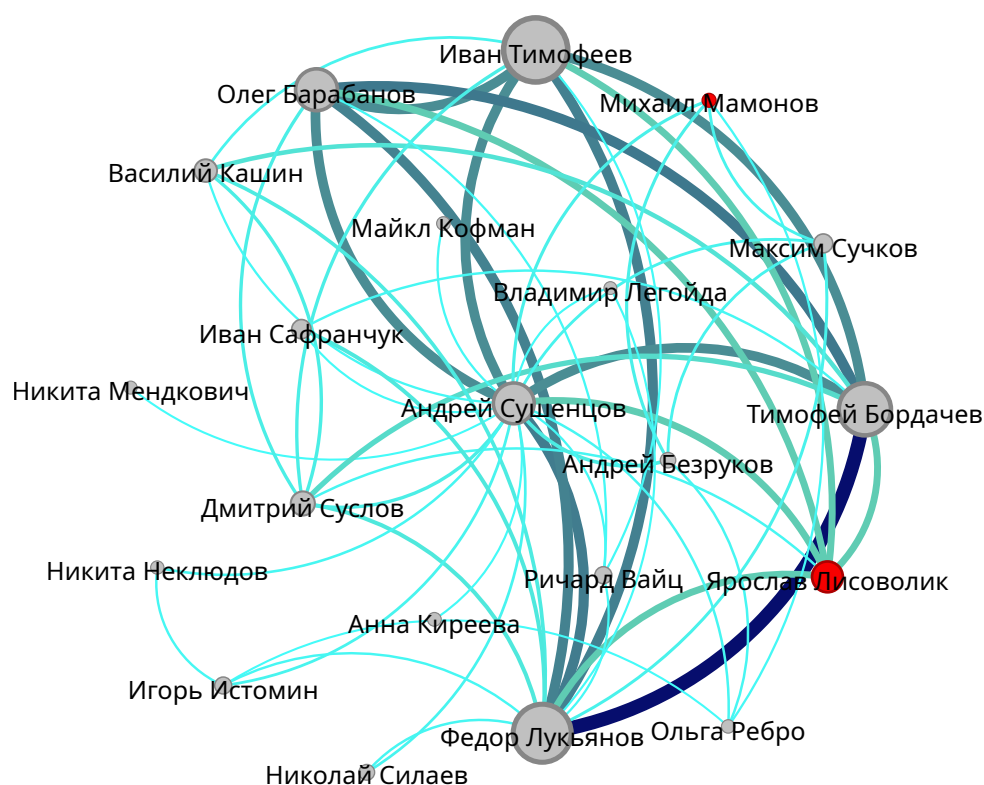 Иван Тимофеев
Олег Барабанов
Михаил Мамонов
Василий Кашин
Майкл Кофман
Максим Сучков
Владимир Легойда
Иван Сафранчук
Никита Мендкович
Андрей Сушенцов
Тимофей Бордачев
Андрей Безруков
Дмитрий Суслов
Никита Неклюдов
Ричард Вайц
Ярослав Лисоволик
Анна Киреева
Игорь Истомин
Федор Лукьянов
Ольга Ребро
Николай Силаев